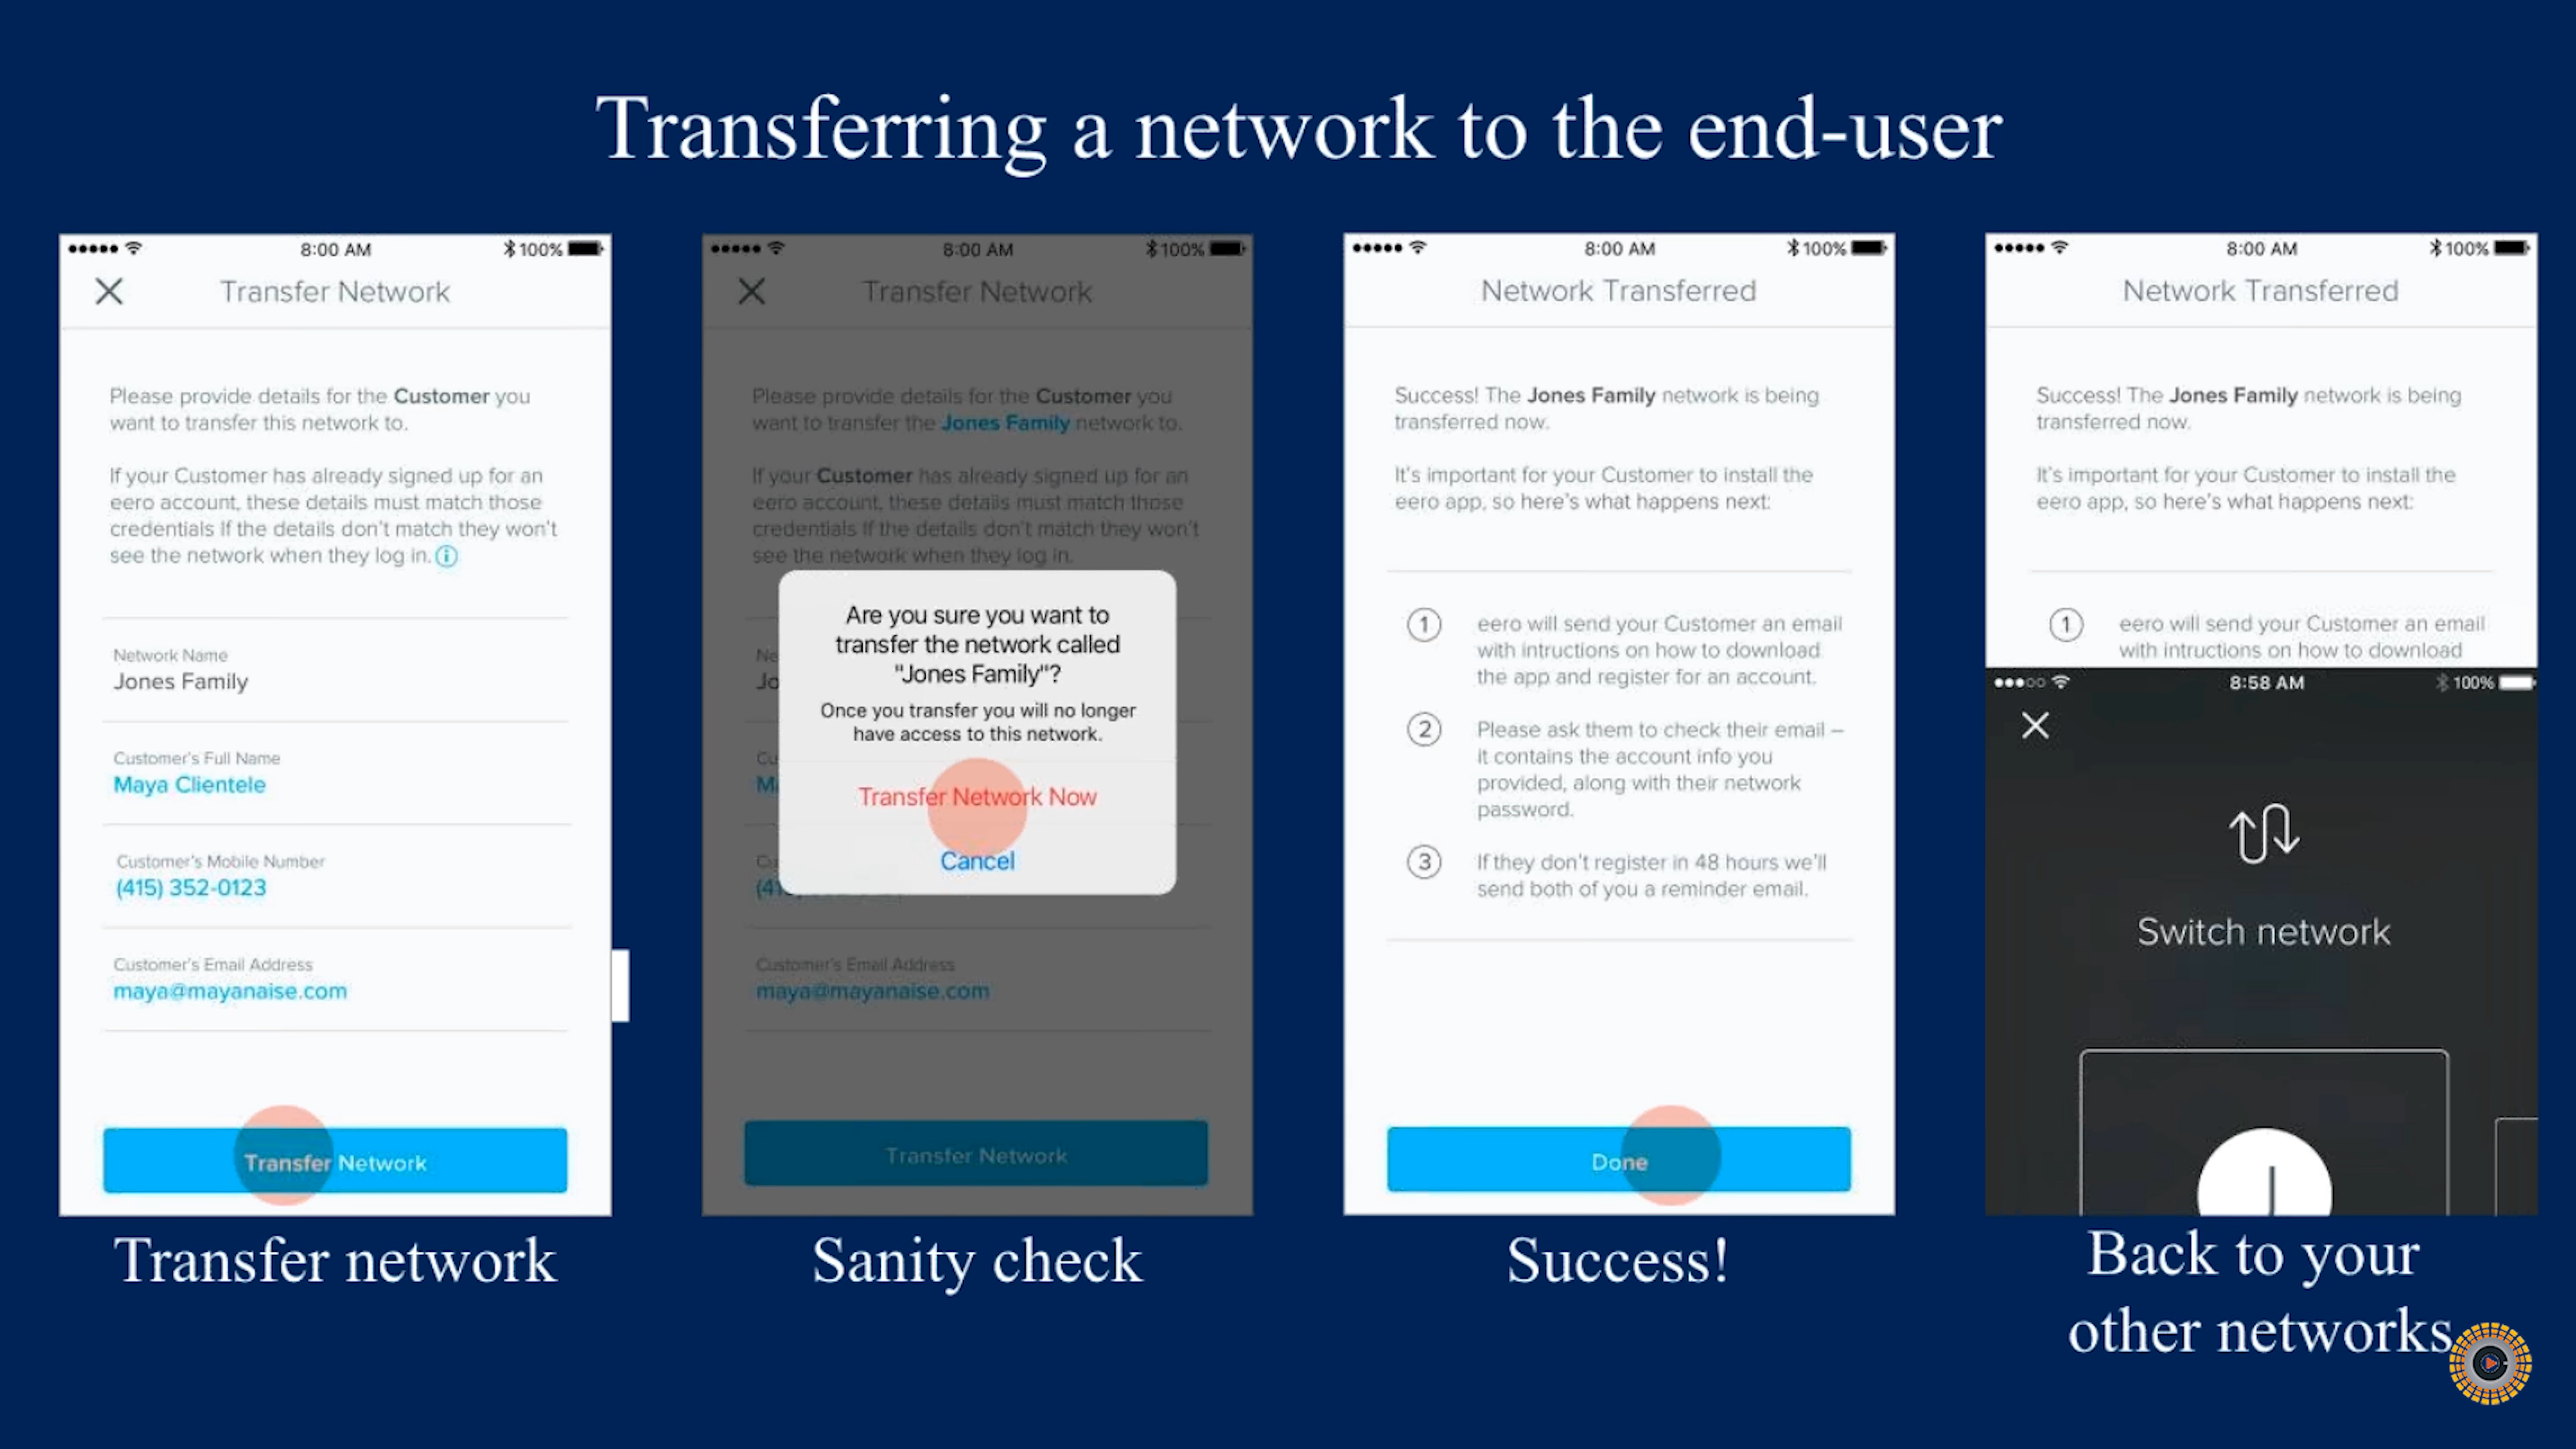 Transferring a network to the end-user
8:00 AM
100%
Transfer Network
Please provide details for the Customer you
want to transfer this network to.
If your Customer has already signed up for an
eero account, these details must match those
credentials If the details don't match they won't
see the network when they log in.
Network Name
Jones Family
Customer's Full Name
Maya Clientele
Customer's Mobile Number
(415) 352-0123
Customer's Email Address
maya@mayanaise.com
Transfer Network
Transfer network
8:00 AM
100%
Transfer Network
Please provide details for the Customer you
want to transfer the Jones Family network to.
If your Customer has already signed up for an
eero account, these details must match those
credentials If the details don't match they won't
see the network when they log in.
Are you sure you want to
transfer the network called
"Jones Family"?
Once you transfer you will no longer
have access to this network.
Transfer Network Now
Cancel
Customer's Email Address
maya@mayanaise.com
Transfer Network
Sanity check
8:00 AM
100%
Network Transferred
Success! The Jones Family network is being
transferred now.
It's important for your Customer to install the
eero app, so here's what happens next:
1 eero will send your Customer an email
with intructions on how to download
the app and register for an account.
2 Please ask them to check their email –
it contains the account info you
provided, along with their network
password.
3 If they don't register in 48 hours we'll
send both of you a reminder email.
Done
Success!
8:00 AM
100%
Network Transferred
Success! The Jones Family network is being
transferred now.
It's important for your Customer to install the
eero app, so here's what happens next:
1 eero will send your Customer an email
with intructions on how to download
8:58 AM
100%
Switch network
Back to your
other networks